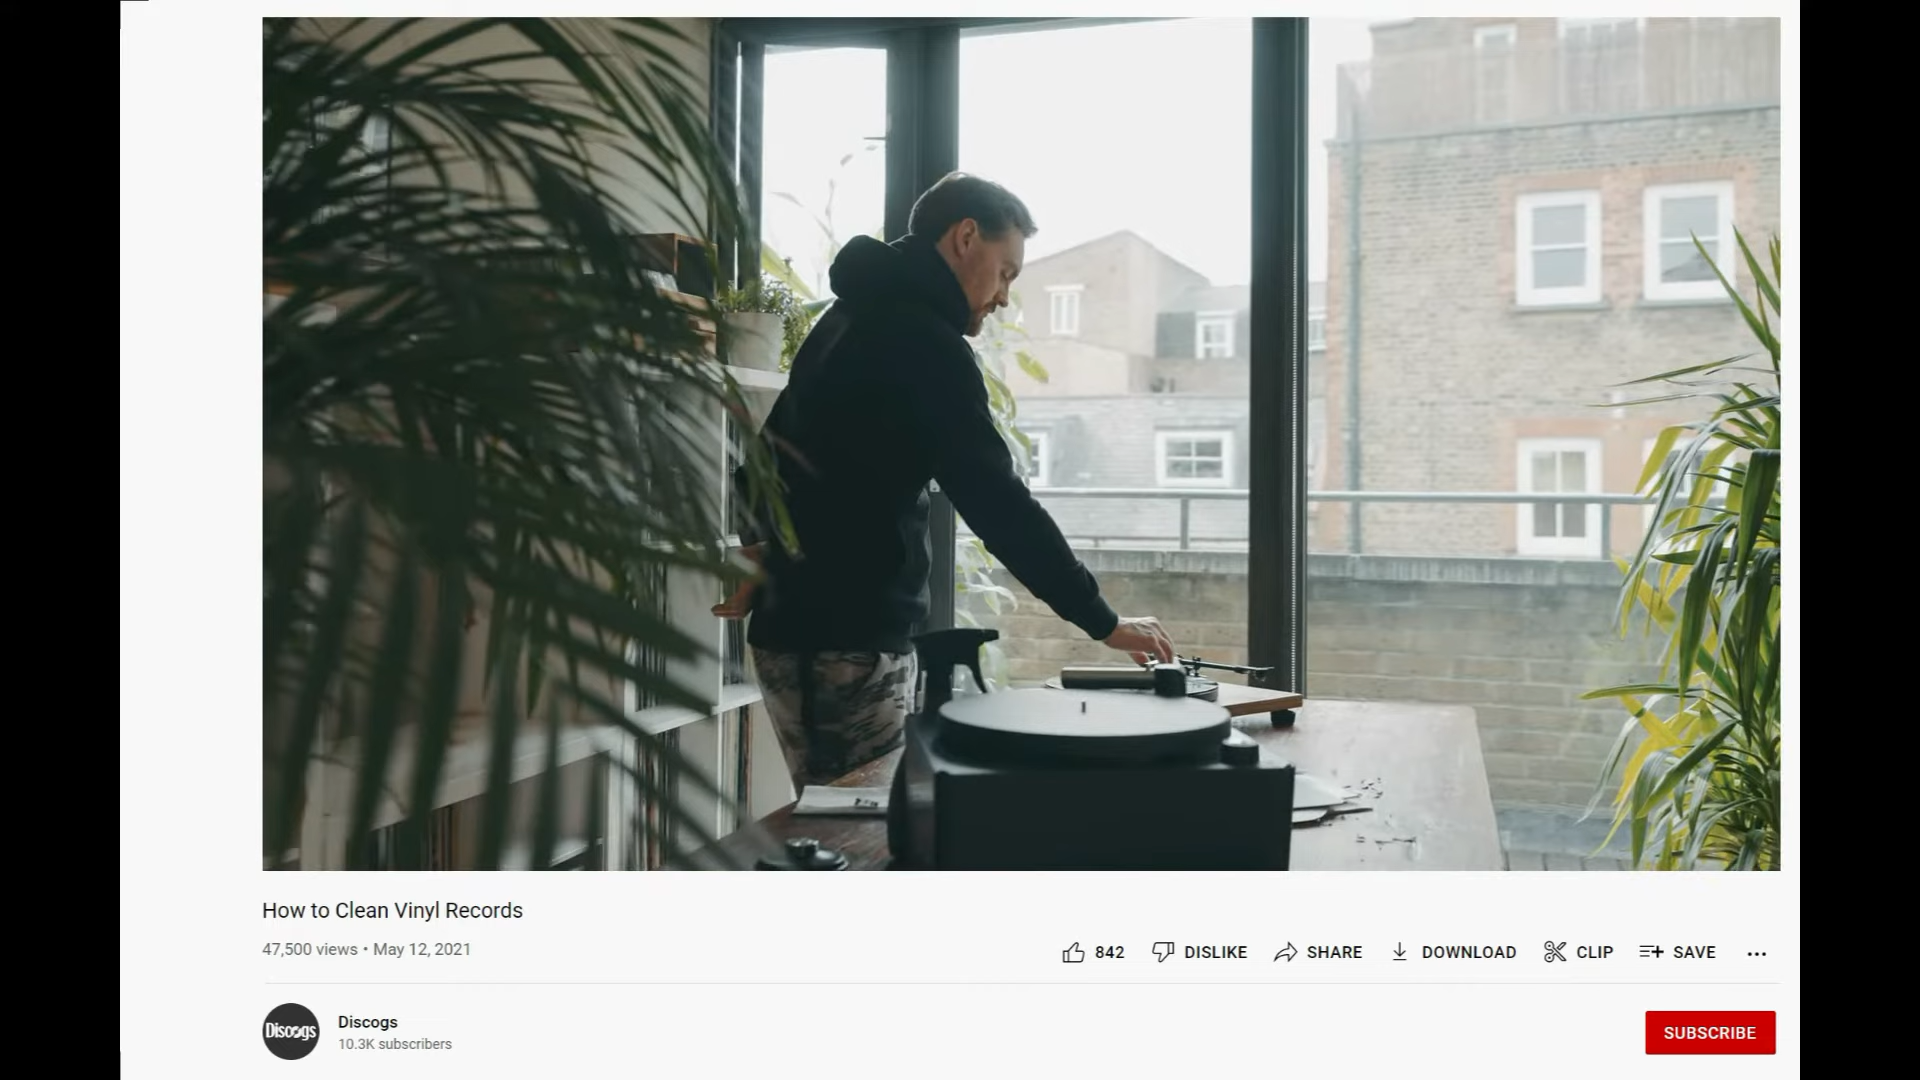 How to Clean Vinyl Records
47,500 views • May 12, 2021
842 DISLIKE SHARE DOWNLOAD CLIP SAVE ...
Discogs
Discogs
10.3K subscribers
SUBSCRIBE